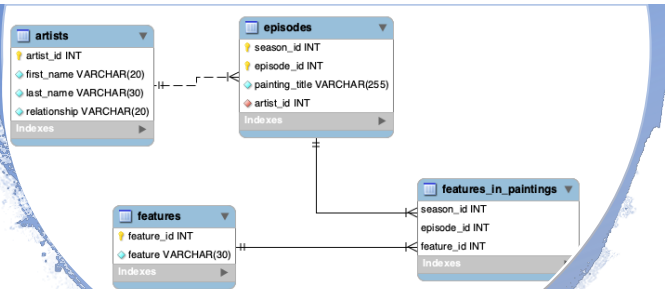 artists
artist_id INT
first_name VARCHAR(20)
last_name VARCHAR(30)
relationship VARCHAR(20)
Indexes
episodes
season_id INT
episode_id INT
painting_title VARCHAR(255)
artist_id INT
Indexes
features
feature_id INT
feature VARCHAR(30)
Indexes
features_in_paintings
season_id INT
episode_id INT
feature_id INT
Indexes